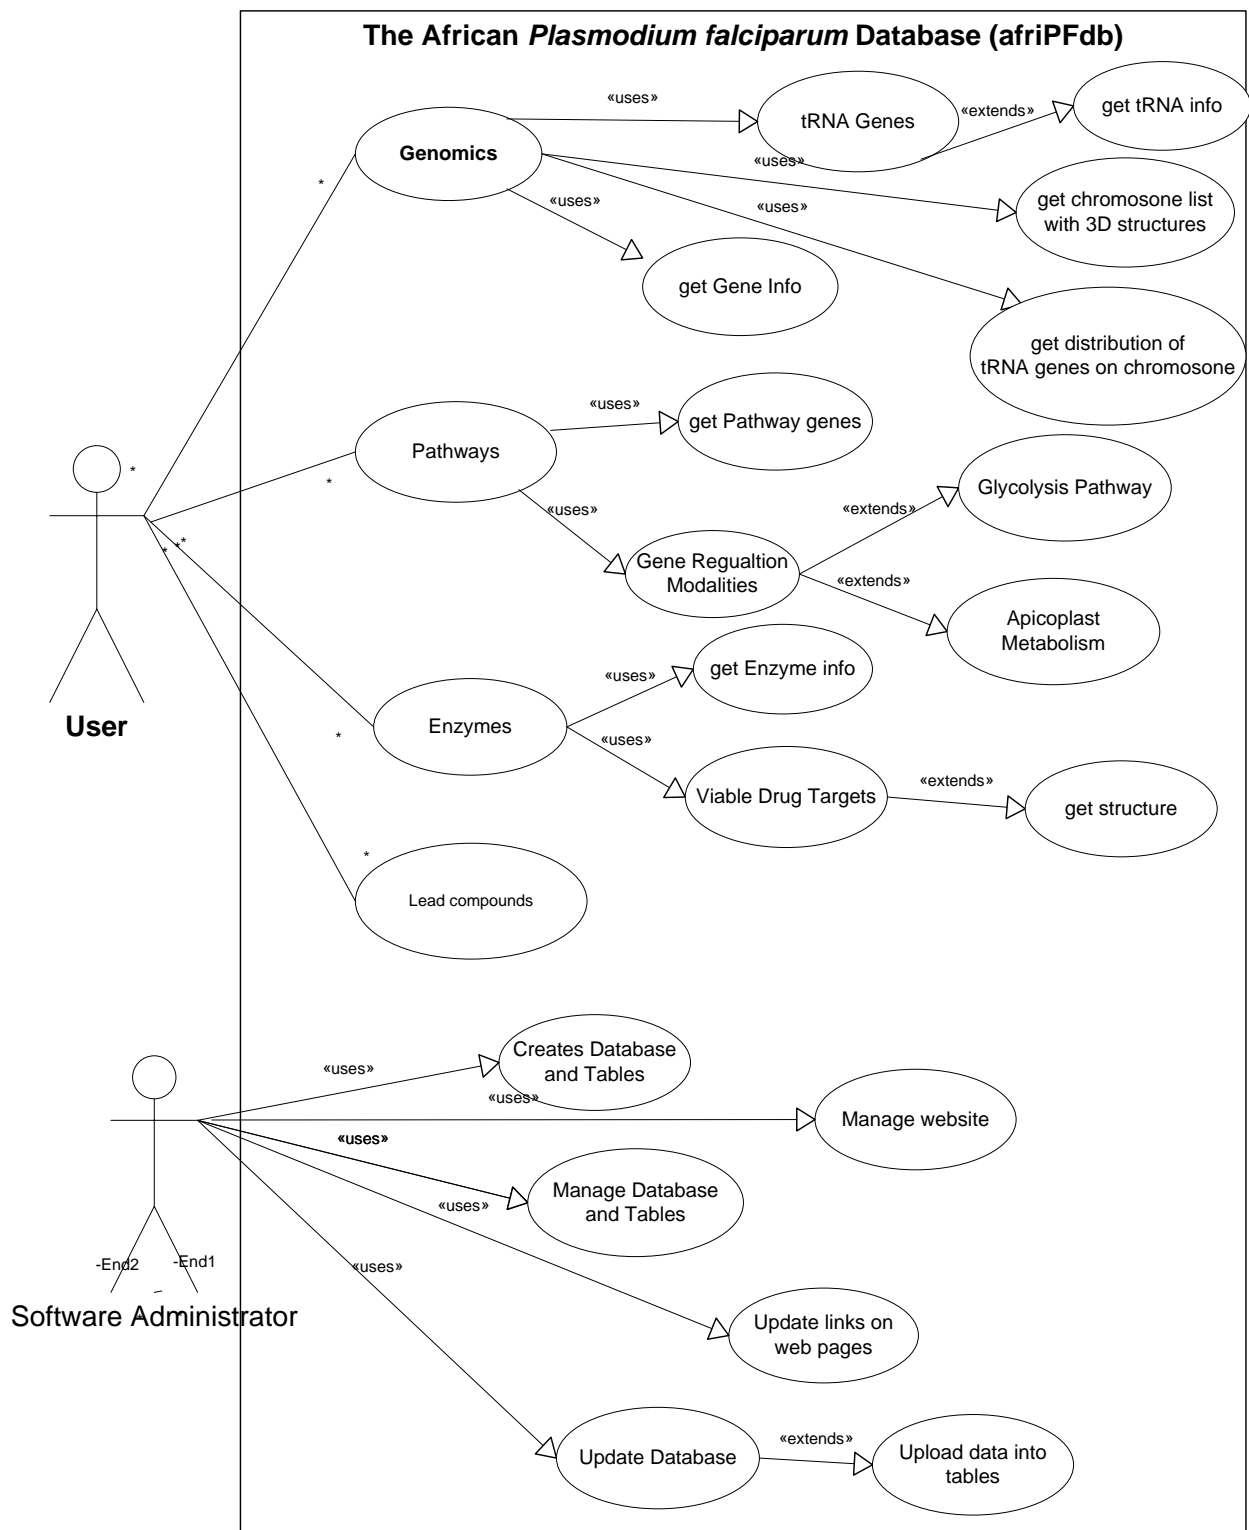 The African Plasmodium falciparum Database (afriPFdb)
«uses»
tRNA Genes
«extends»
get tRNA info
Genomics
«uses»
*
«uses»
«uses»
get chromosone list
with 3D structures
get Gene Info
get distribution of
tRNA genes on chromosone
«uses»
get Pathway genes
Pathways
*
*
Glycolysis Pathway
«uses»
«extends»
*
*
*
Gene Regualtion
Modalities
«extends»
Apicoplast
Metabolism
«uses»
get Enzyme info
User
Enzymes
*
«uses»
Viable Drug Targets
«extends»
get structure
*
Lead compounds
Creates Database
and Tables
«uses»
«uses»
Manage website
«uses»
Manage Database
and Tables
«uses»
-End2
-End1
«uses»
Software Administrator
Update links on
web pages
Update Database
«extends»
Upload data into
tables